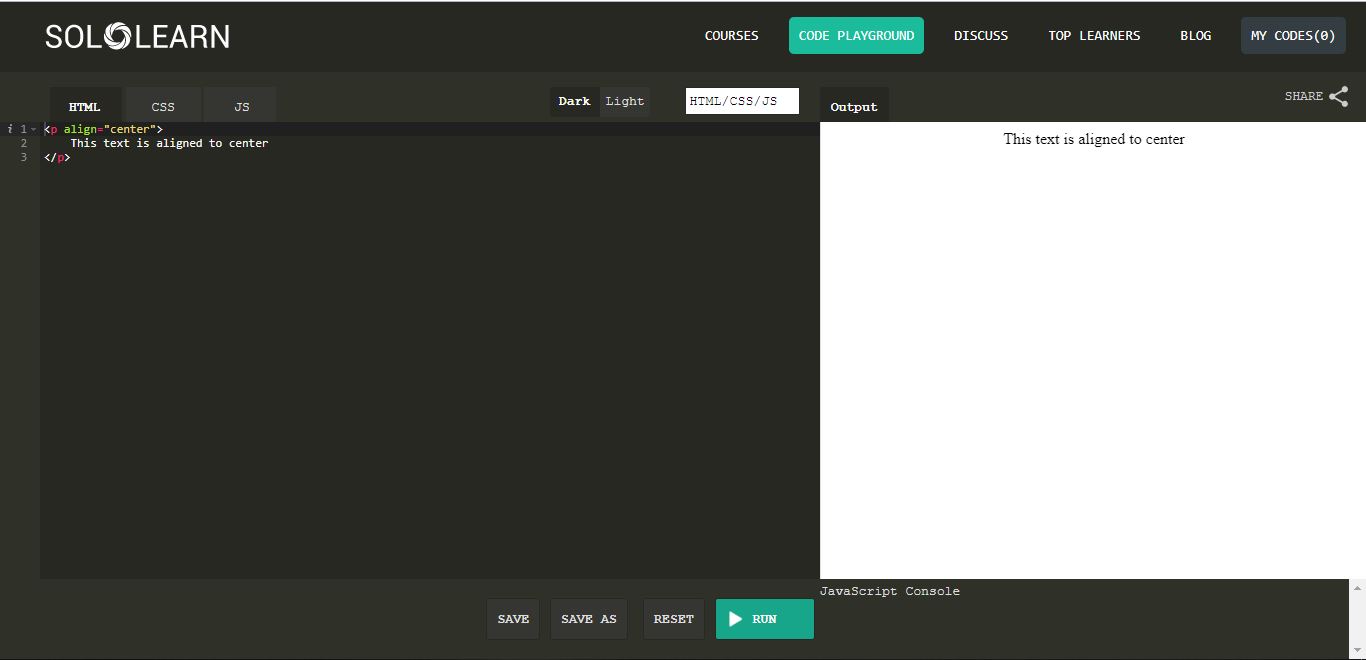 SOLOLEARN
COURSES CODE PLAYGROUND DISCUSS TOP LEARNERS BLOG MY CODES(0)
HTML CSS JS Dark Light HTML/CSS/JS Output SHARE
i 1 <p align="center">
2 This text is aligned to center
3 </p>
This text is aligned to center
JavaScript Console
SAVE SAVE AS RESET RUN